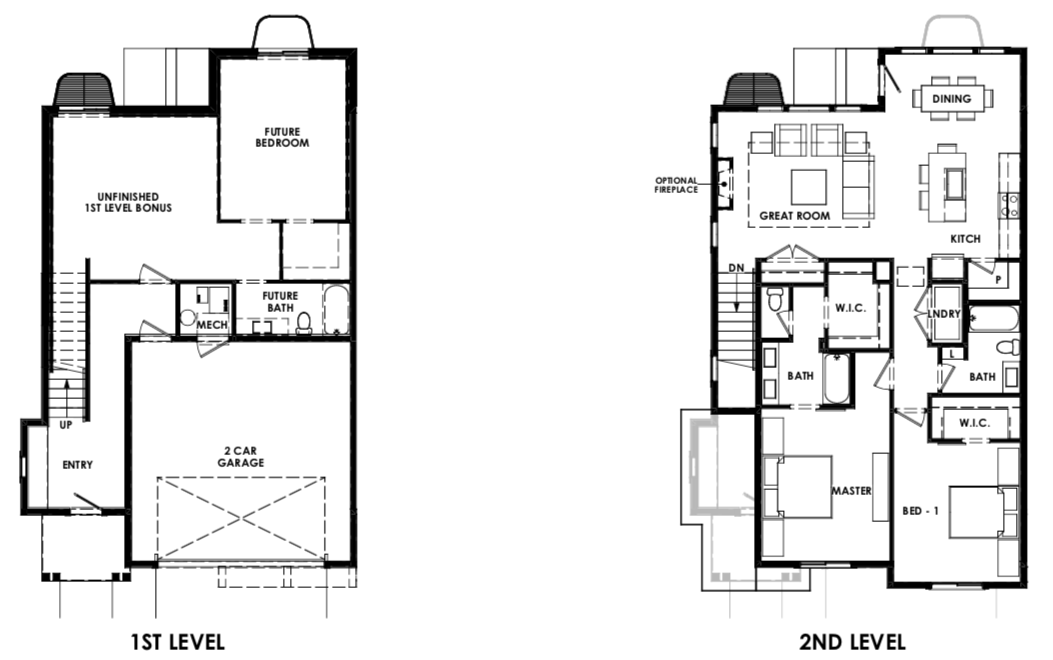 FUTURE
BEDROOM
UNFINISHED
1ST LEVEL BONUS
FUTURE
BATH
MECH
UP
ENTRY
2 CAR
GARAGE
1ST LEVEL
DINING
OPTIONAL
FIREPLACE
GREAT ROOM
KITCH
DN
P
W.I.C.
LNDRY
L
BATH
BATH
W.I.C.
MASTER
BED - 1
2ND LEVEL